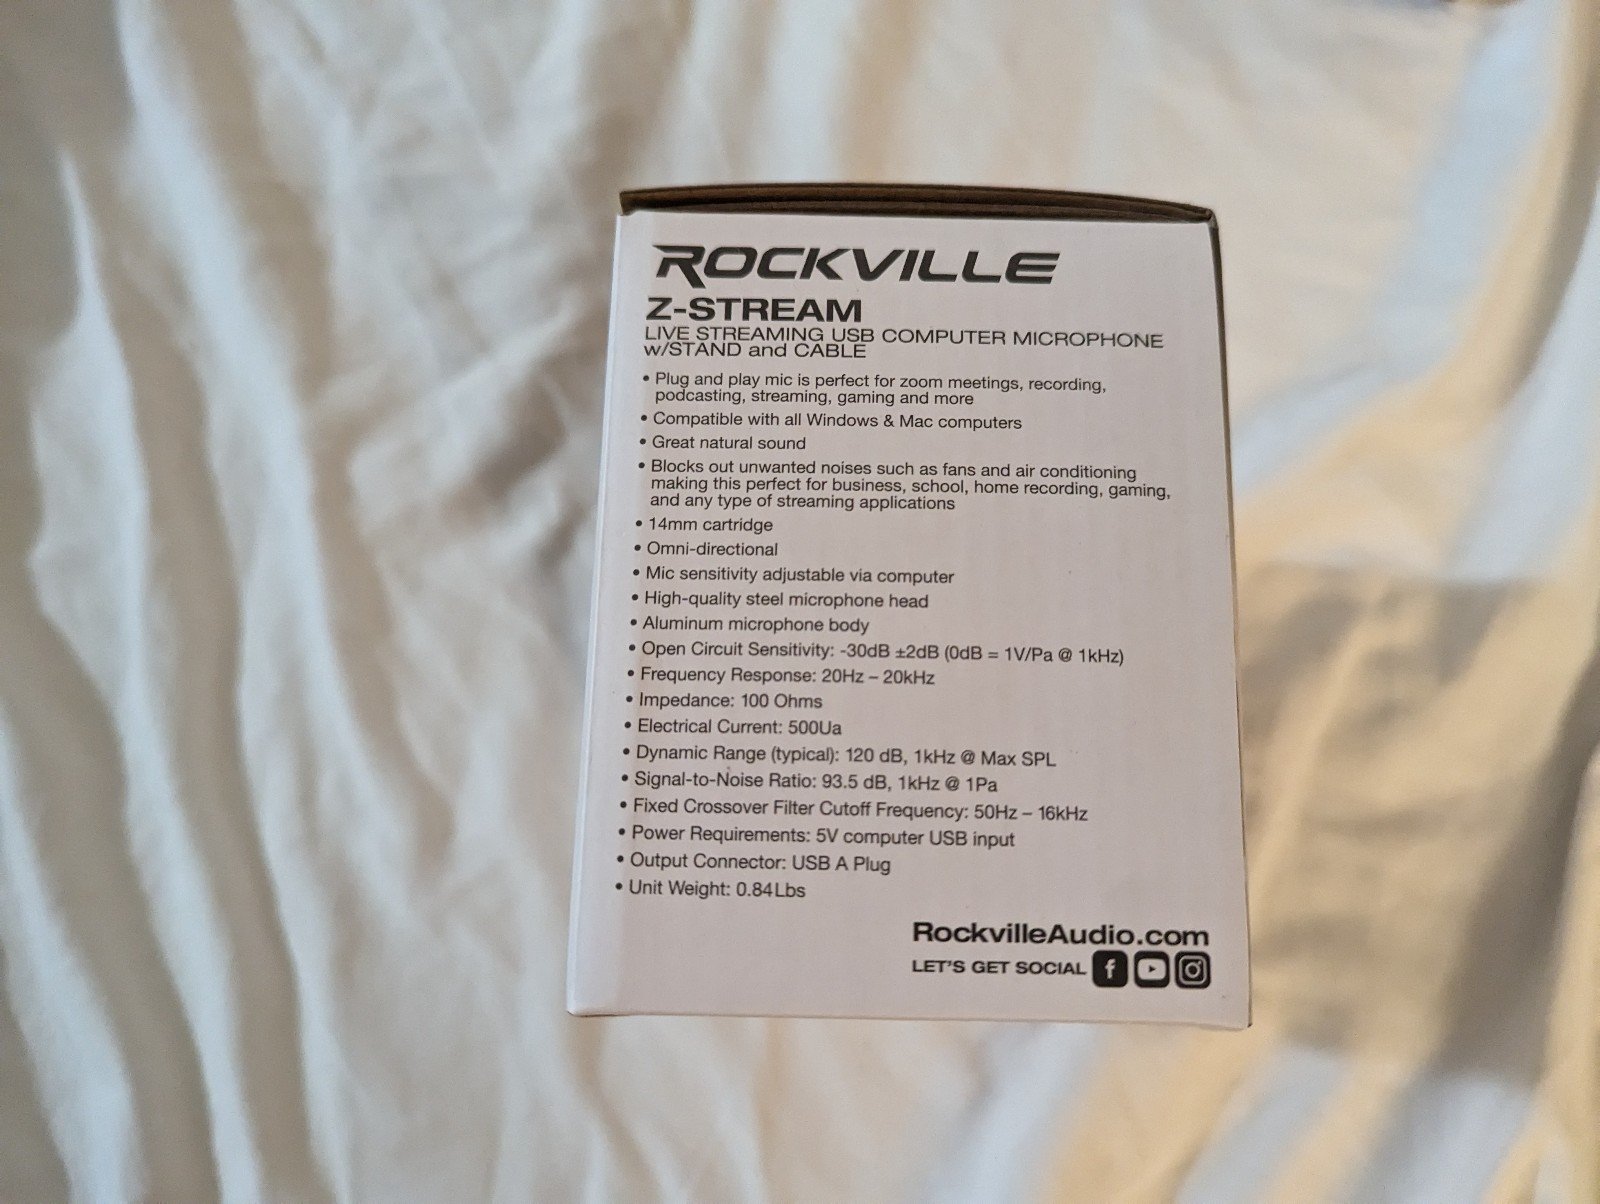 ROCKVILLE
Z-STREAM
LIVE STREAMING USB COMPUTER MICROPHONE
w/STAND and CABLE
• Plug and play mic is perfect for zoom meetings, recording,
podcasting, streaming, gaming and more
• Compatible with all Windows & Mac computers
• Great natural sound
• Blocks out unwanted noises such as fans and air conditioning
making this perfect for business, school, home recording, gaming,
and any type of streaming applications
• 14mm cartridge
• Omni-directional
• Mic sensitivity adjustable via computer
• High-quality steel microphone head
• Aluminum microphone body
• Open Circuit Sensitivity: -30dB ±2dB (0dB = 1V/Pa @ 1kHz)
• Frequency Response: 20Hz – 20kHz
• Impedance: 100 Ohms
• Electrical Current: 500Ua
• Dynamic Range (typical): 120 dB, 1kHz @ Max SPL
• Signal-to-Noise Ratio: 93.5 dB, 1kHz @ 1Pa
• Fixed Crossover Filter Cutoff Frequency: 50Hz – 16kHz
• Power Requirements: 5V computer USB input
• Output Connector: USB A Plug
• Unit Weight: 0.84Lbs
RockvilleAudio.com
LET'S GET SOCIAL